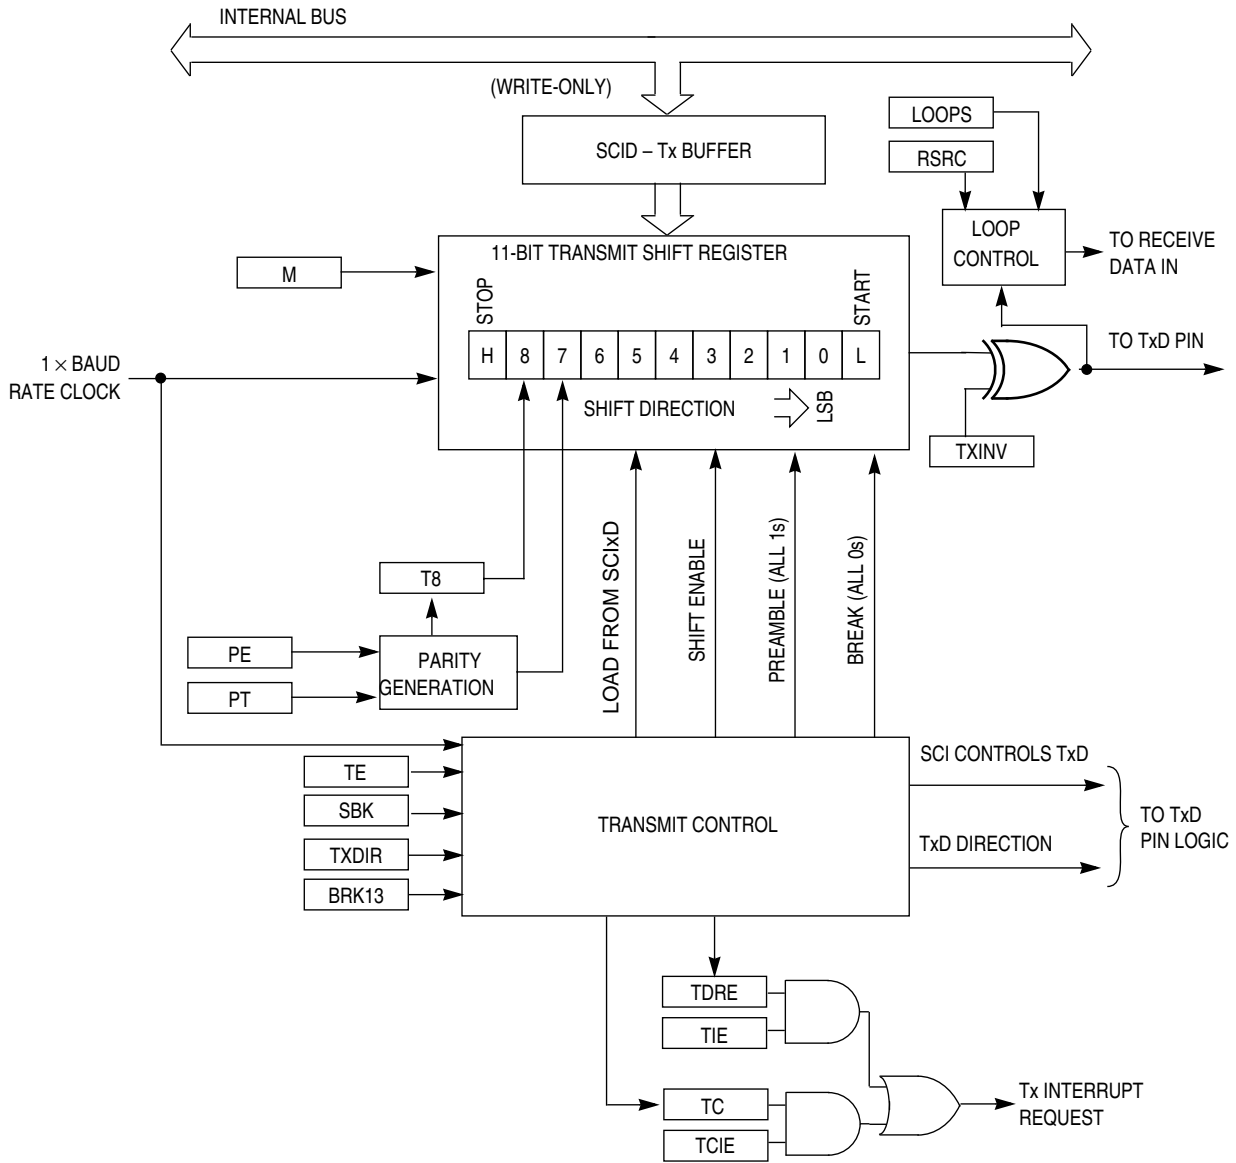 INTERNAL BUS
(WRITE-ONLY)
SCID – Tx BUFFER
LOOPS
RSRC
LOOP
CONTROL
TO RECEIVE
DATA IN
11-BIT TRANSMIT SHIFT REGISTER
M
STOP
START
H 8 7 6 5 4 3 2 1 0 L
1 × BAUD
RATE CLOCK
SHIFT DIRECTION
LSB
TO TxD PIN
TXINV
T8
PE
PT
PARITY
GENERATION
LOAD FROM SCIxD
SHIFT ENABLE
PREAMBLE (ALL 1s)
BREAK (ALL 0s)
TE
SBK
TXDIR
BRK13
TRANSMIT CONTROL
SCI CONTROLS TxD
TxD DIRECTION
TO TxD
PIN LOGIC
TDRE
TIE
TC
TCIE
Tx INTERRUPT
REQUEST